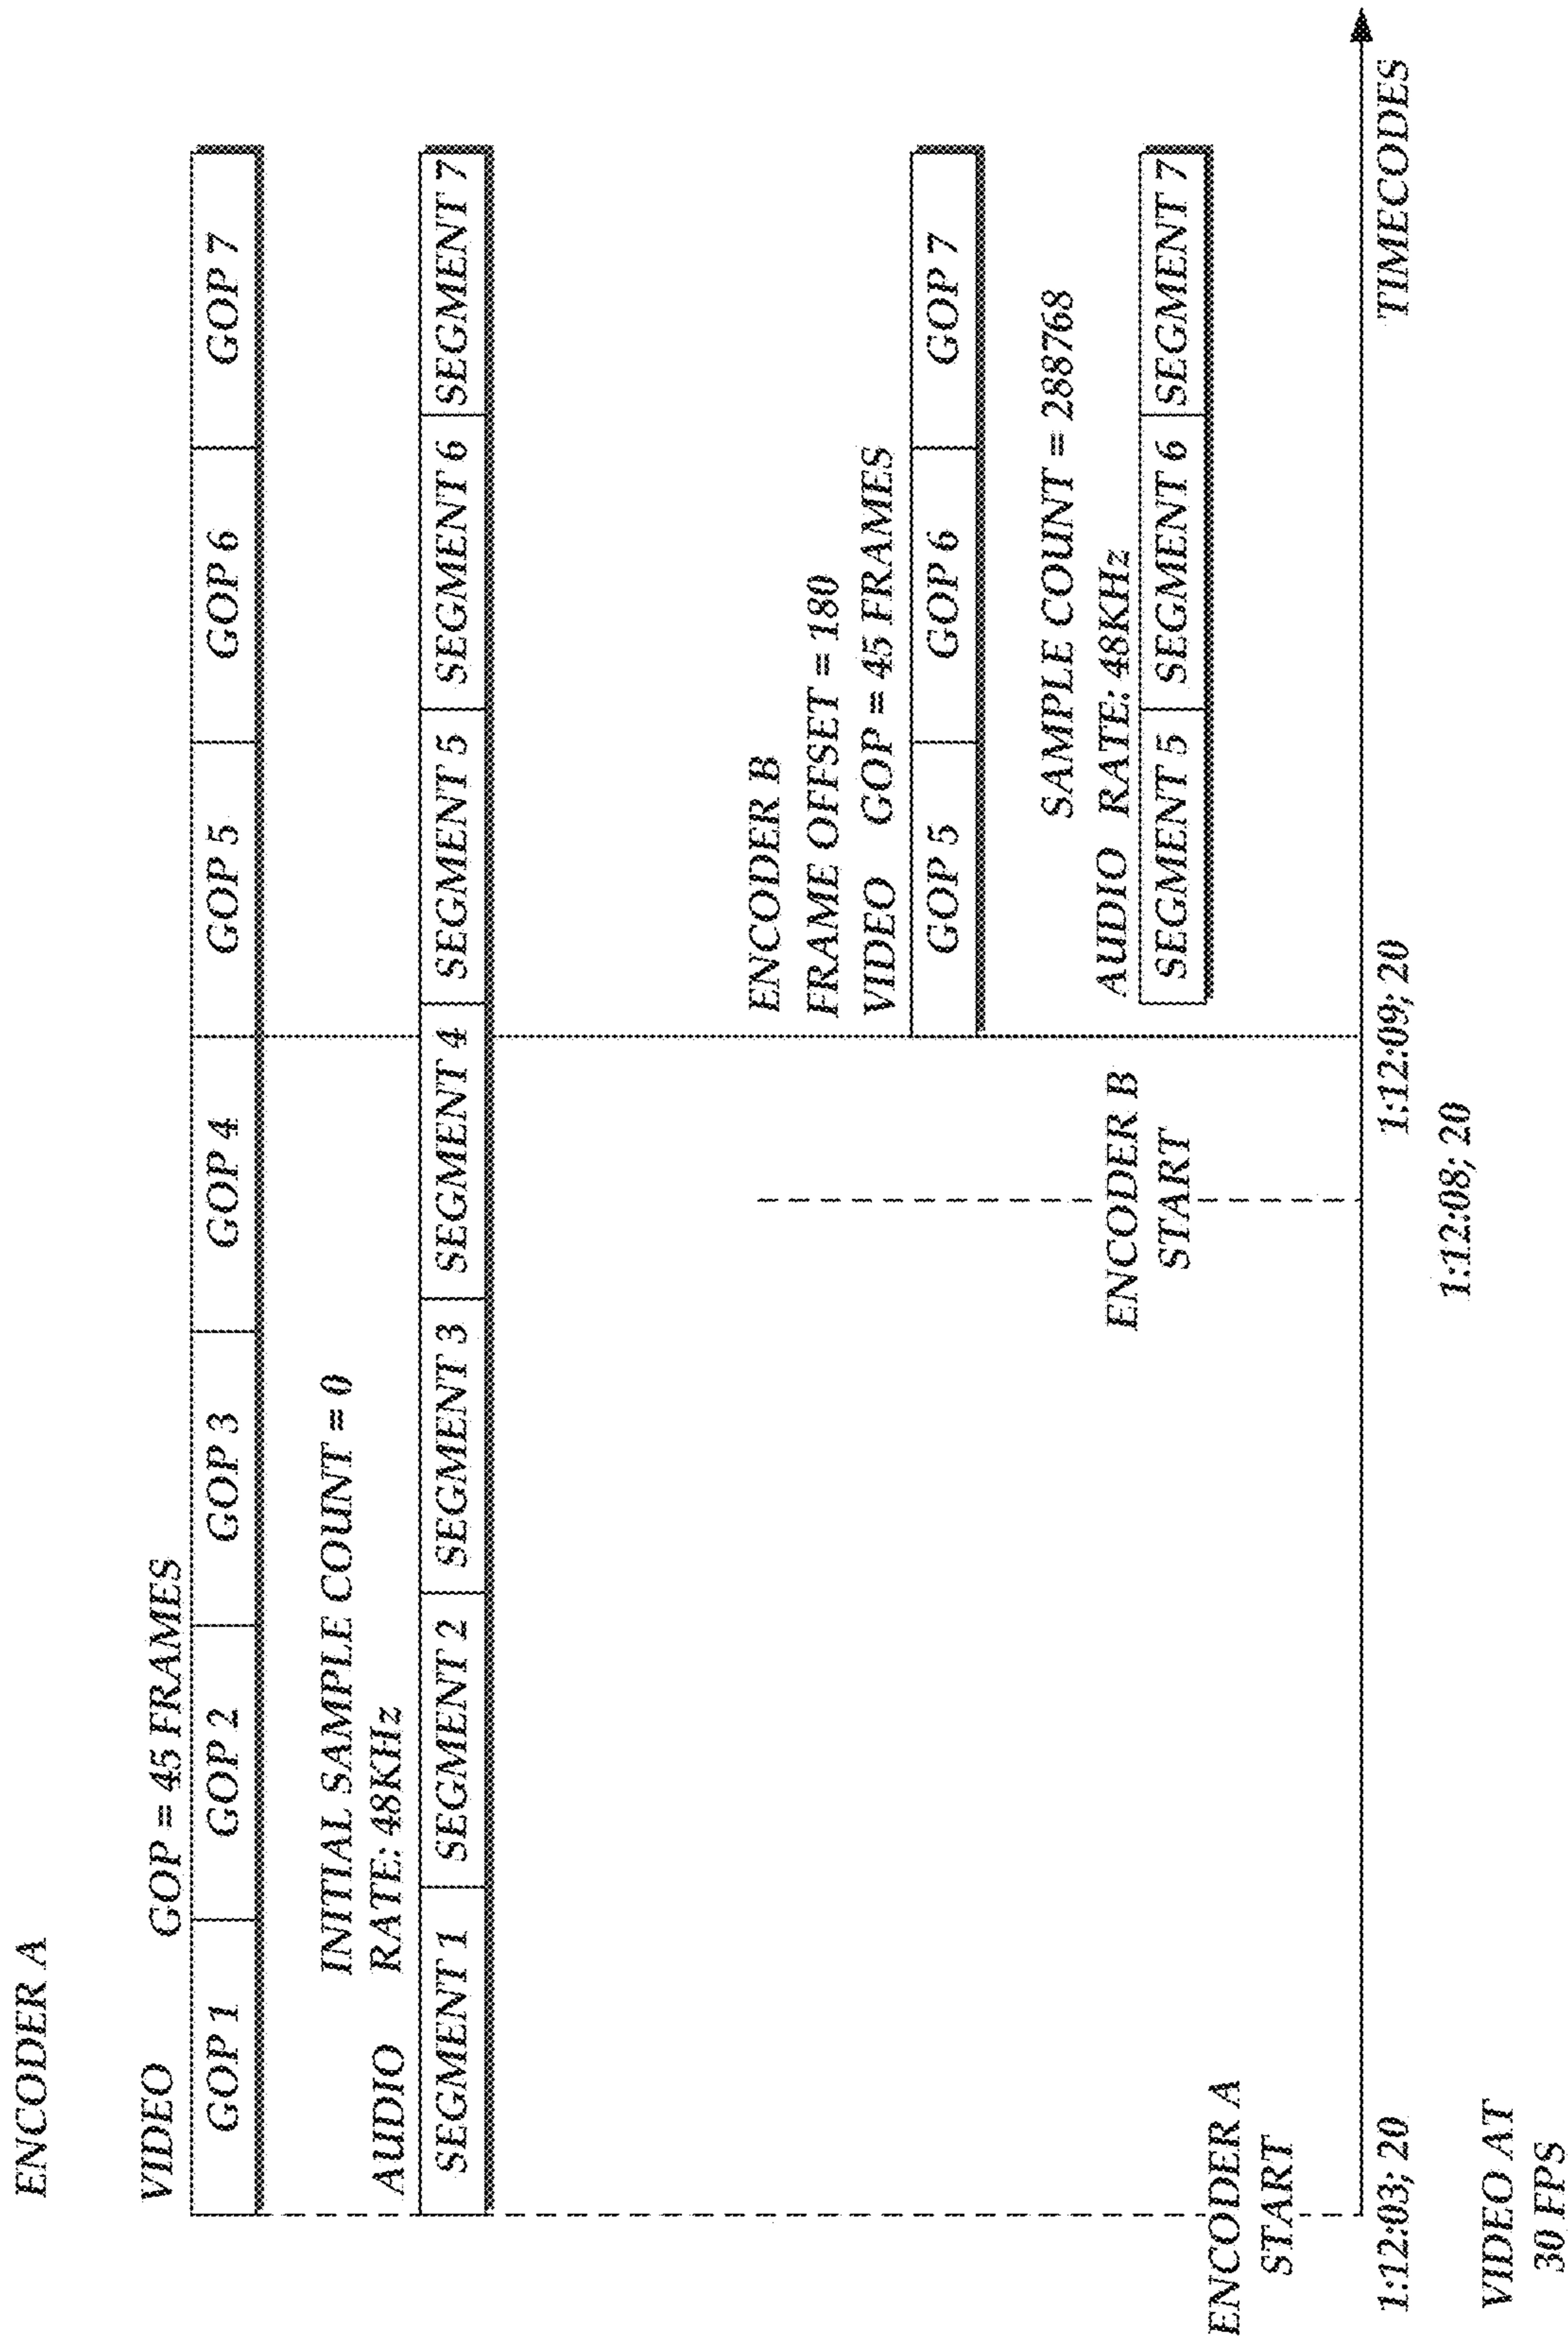 ENCODER A
VIDEO GOP = 45 FRAMES
GOP 1 GOP 2 GOP 3 GOP 4 GOP 5 GOP 6 GOP 7
INITIAL SAMPLE COUNT = 0
AUDIO RATE: 48KHz
SEGMENT 1 SEGMENT 2 SEGMENT 3 SEGMENT 4 SEGMENT 5 SEGMENT 6 SEGMENT 7
ENCODER B
FRAME OFFSET = 180
VIDEO GOP = 45 FRAMES
GOP 5 GOP 6 GOP 7
SAMPLE COUNT = 288768
AUDIO RATE: 48KHz
SEGMENT 5 SEGMENT 6 SEGMENT 7
ENCODER B
START
ENCODER A
START
1:12:03; 20
1:12:09; 20
TIMECODES
1:12:08; 20
VIDEO AT
30 FPS